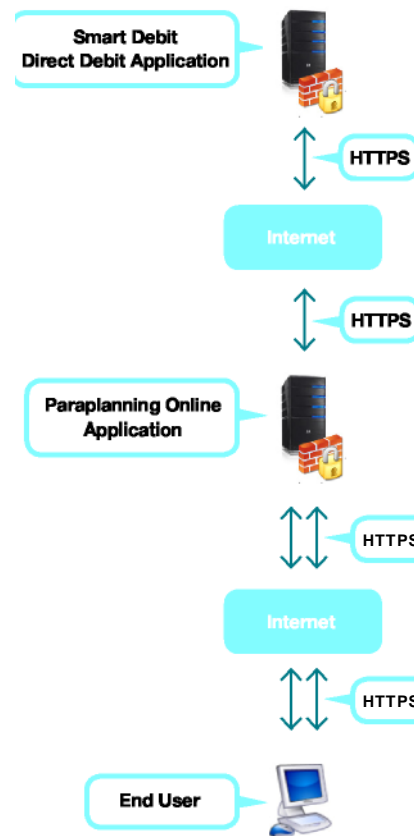 Smart Debit
Direct Debit Application
HTTPS
Internet
HTTPS
Paraplanning Online
Application
HTTPS
Internet
HTTPS
End User